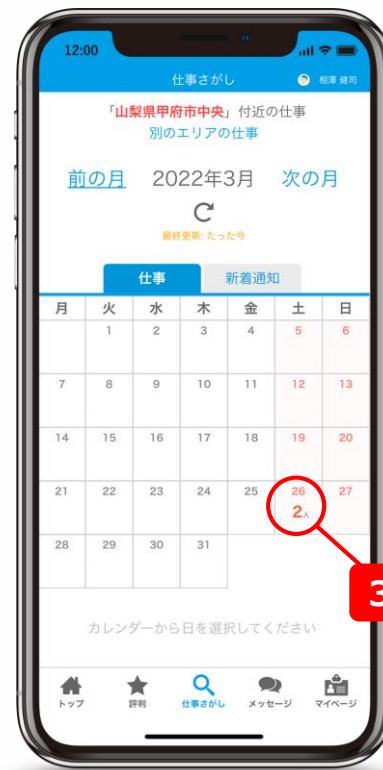 12:00
仕事さがし 相澤 健司
「山梨県甲府市中央」付近の仕事
別のエリアの仕事
前の月 2022年3月 次の月
最終更新: たった今
仕事 新着通知
月 火 水 木 金 土 日
1 2 3 4 5 6
7 8 9 10 11 12 13
14 15 16 17 18 19 20
21 22 23 24 25 26 27
2人
28 29 30 31
3
カレンダーから日を選択してください
トップ 評判 仕事さがし メッセージ マイページ